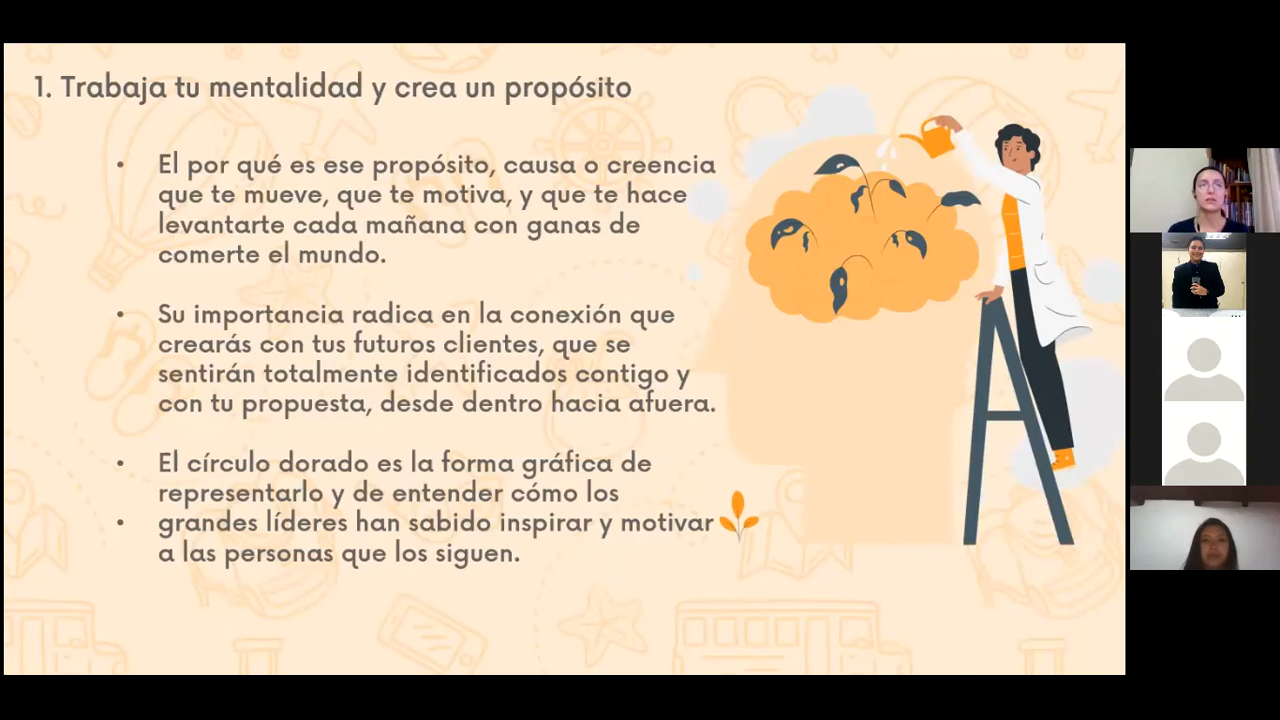 1. Trabaja tu mentalidad y crea un propósito
• El por qué es ese propósito, causa o creencia
que te mueve, que te motiva, y que te hace
levantarte cada mañana con ganas de
comerte el mundo.
• Su importancia radica en la conexión que
crearás con tus futuros clientes, que se
sentirán totalmente identificados contigo y
con tu propuesta, desde dentro hacia afuera.
• El círculo dorado es la forma gráfica de
representarlo y de entender cómo los
• grandes líderes han sabido inspirar y motivar
a las personas que los siguen.